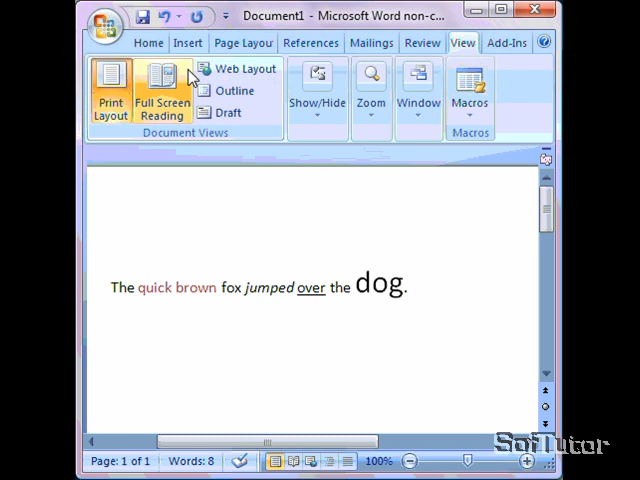 Document1 - Microsoft Word non-c...
Home Insert Page Layou References Mailings Review View Add-Ins
Print Layout Full Screen Reading Web Layout Outline Draft Show/Hide Zoom Window Macros
Document Views Macros
The quick brown fox jumped over the dog.
SofTutor
Page: 1 of 1 Words: 8 100%